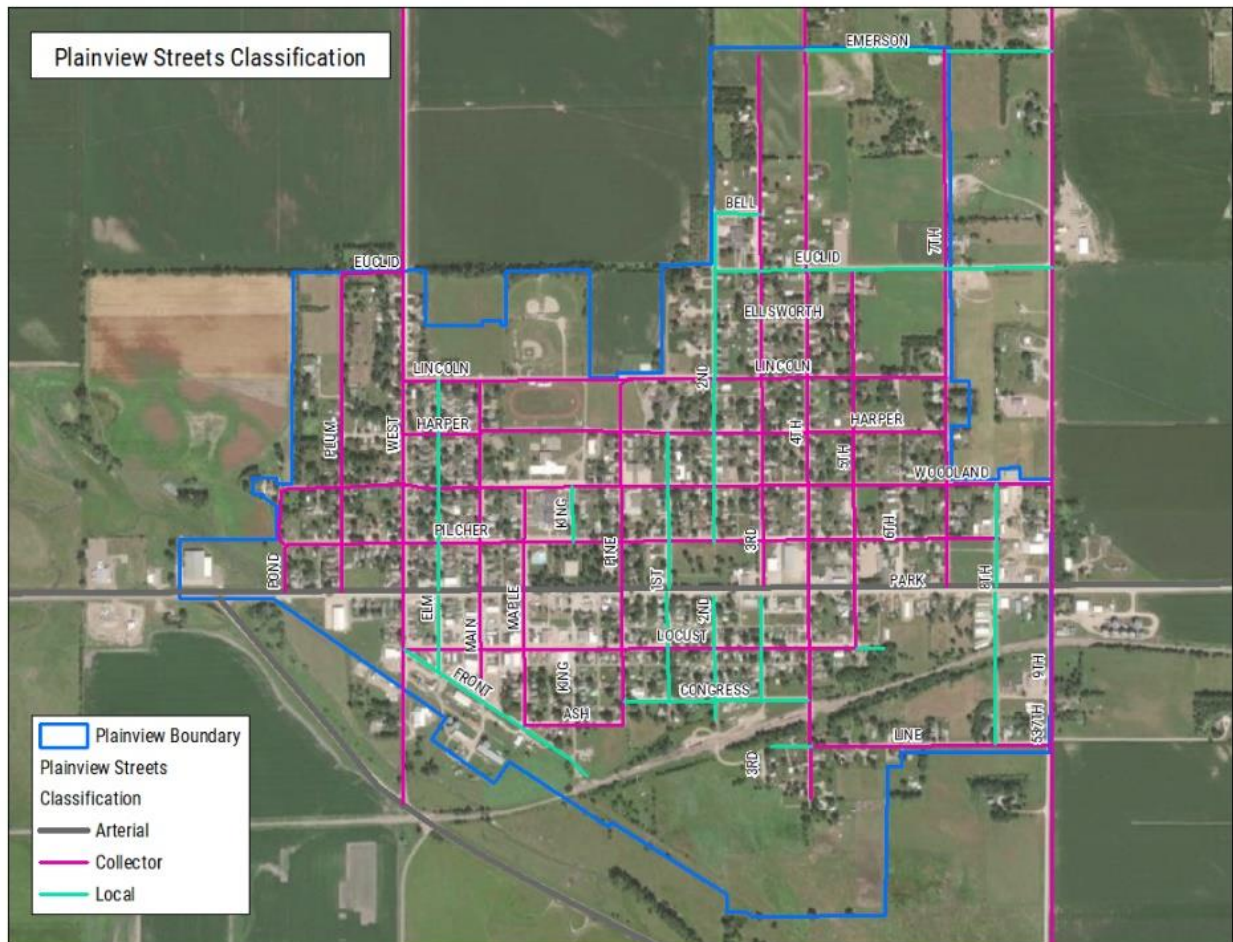 Plainview Streets Classification
EMERSON
BELL
7TH
EUCLID
EUCLID
ELLSWORTH
LINCOLN
2ND
LINCOLN
PLUM
WEST
HARPER
4TH
5TH
HARPER
WOODLAND
KING
PILCHER
6TH
POND
PINE
3RD
1ST
PARK
8TH
ELM
MAIN
MAPLE
2ND
LOCUST
FRONT
KING
CONGRESS
9TH
ASH
537TH
LINE
3RD
Plainview Boundary
Plainview Streets
Classification
Arterial
Collector
Local